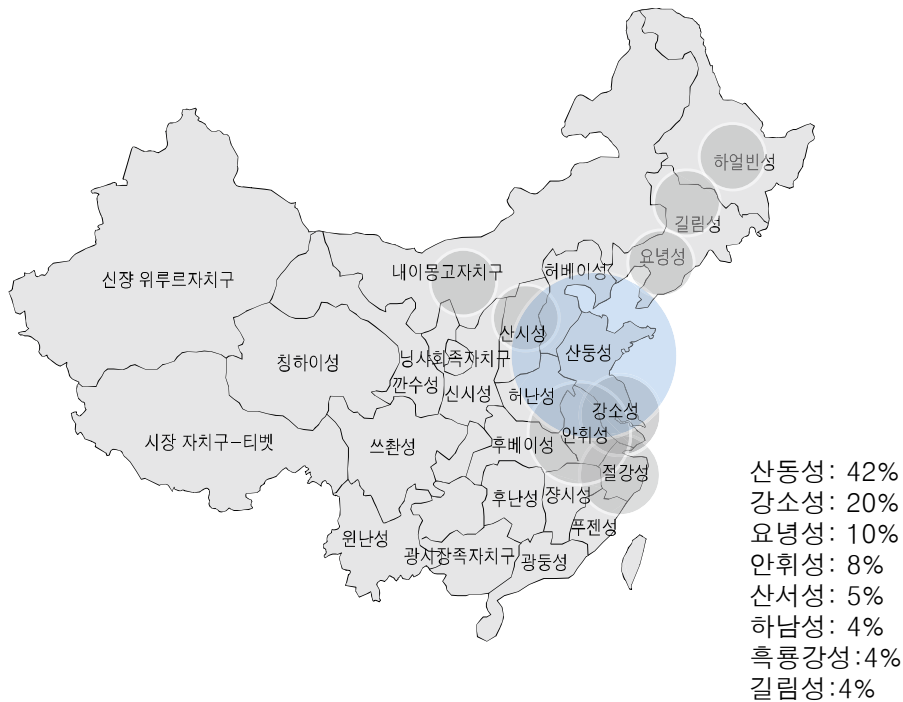 하얼빈성
길림성
요녕성
내이몽고자치구
허베이성
신쟝 위루르자치구
산시성
산둥성
칭하이성
닝샤회족자치구
깐수성
신시성
허난성
강소성
안휘성
시장 자치구-티벳
쓰촨성
후베이성
절강성
후난성
쟝시성
푸젠성
윈난성
광시장족자치구
광둥성
산동성: 42%
강소성: 20%
요녕성: 10%
안휘성: 8%
산서성: 5%
하남성: 4%
흑룡강성:4%
길림성:4%